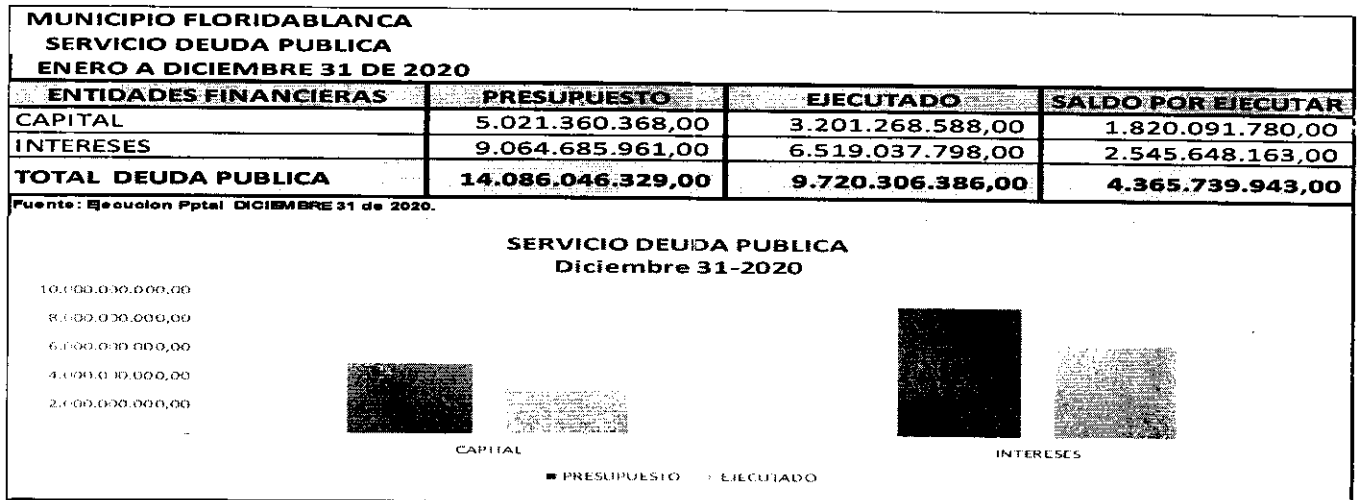 MUNICIPIO FLORIDABLANCA
SERVICIO DEUDA PUBLICA
ENERO A DICIEMBRE 31 DE 2020
ENTIDADES FINANCIERAS PRESUPUESTO EJECUTADO SALDO POR EJECUTAR
CAPITAL 5.021.360.368,00 3.201.268.588,00 1.820.091.780,00
INTERESES 9.064.685.961,00 6.519.037.798,00 2.545.648.163,00
TOTAL DEUDA PUBLICA 14.086.046.329,00 9.720.306.386,00 4.365.739.943,00
Fuente: Ejecucion Pptal DICIEMBRE 31 de 2020.
SERVICIO DEUDA PUBLICA
Diciembre 31-2020
10.000.000.000,00
8.000.000.000,00
6.000.000.000,00
4.000.000.000,00
2.000.000.000,00
-
CAPITAL INTERESES
PRESUPUESTO EJECUTADO